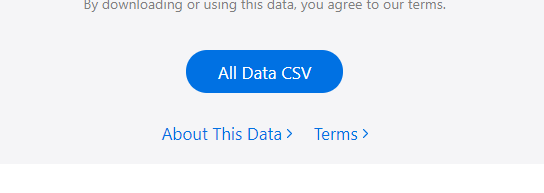 By downloading or using this data, you agree to our terms.
All Data CSV
About This Data > Terms >